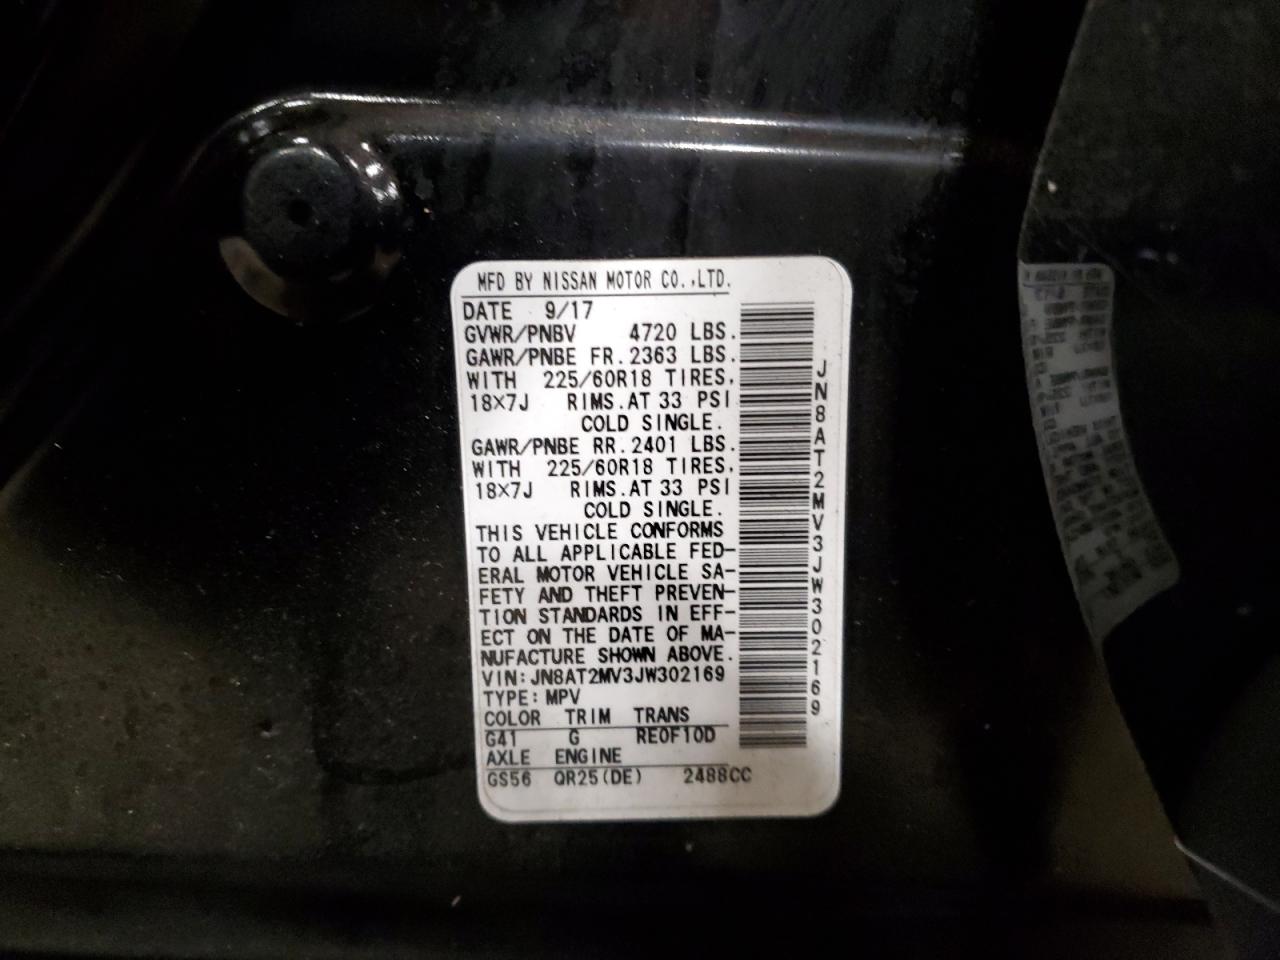 MFD BY NISSAN MOTOR CO.,LTD.
DATE 9/17
GVWR/PNBV 4720 LBS.
GAWR/PNBE FR.2363 LBS.
WITH 225/60R18 TIRES,
18×7J RIMS.AT 33 PSI
COLD SINGLE.
GAWR/PNBE RR.2401 LBS.
WITH 225/60R18 TIRES,
18×7J RIMS.AT 33 PSI
COLD SINGLE.
THIS VEHICLE CONFORMS
TO ALL APPLICABLE FED-
ERAL MOTOR VEHICLE SA-
FETY AND THEFT PREVEN-
TION STANDARDS IN EFF-
ECT ON THE DATE OF MA-
NUFACTURE SHOWN ABOVE.
VIN:JN8AT2MV3JW302169
TYPE:MPV
COLOR TRIM TRANS
G41 G RE0F10D
AXLE ENGINE
GS56 QR25(DE) 2488CC
JN8AT2MV3JW302169